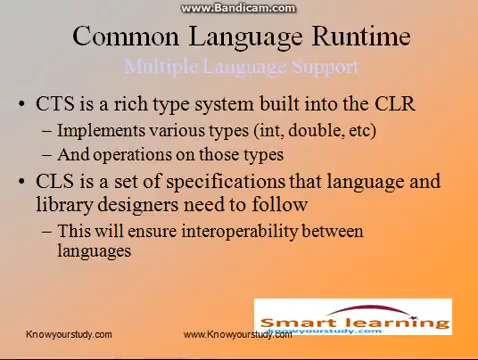 www.Bandicam.com
Common Language Runtime
Multiple Language Support
• CTS is a rich type system built into the CLR
– Implements various types (int, double, etc)
– And operations on those types
• CLS is a set of specifications that language and
library designers need to follow
– This will ensure interoperability between
languages
Smart learning
knowyourstudy.com
Knowyourstudy.com
www.Knowyourstudy.com